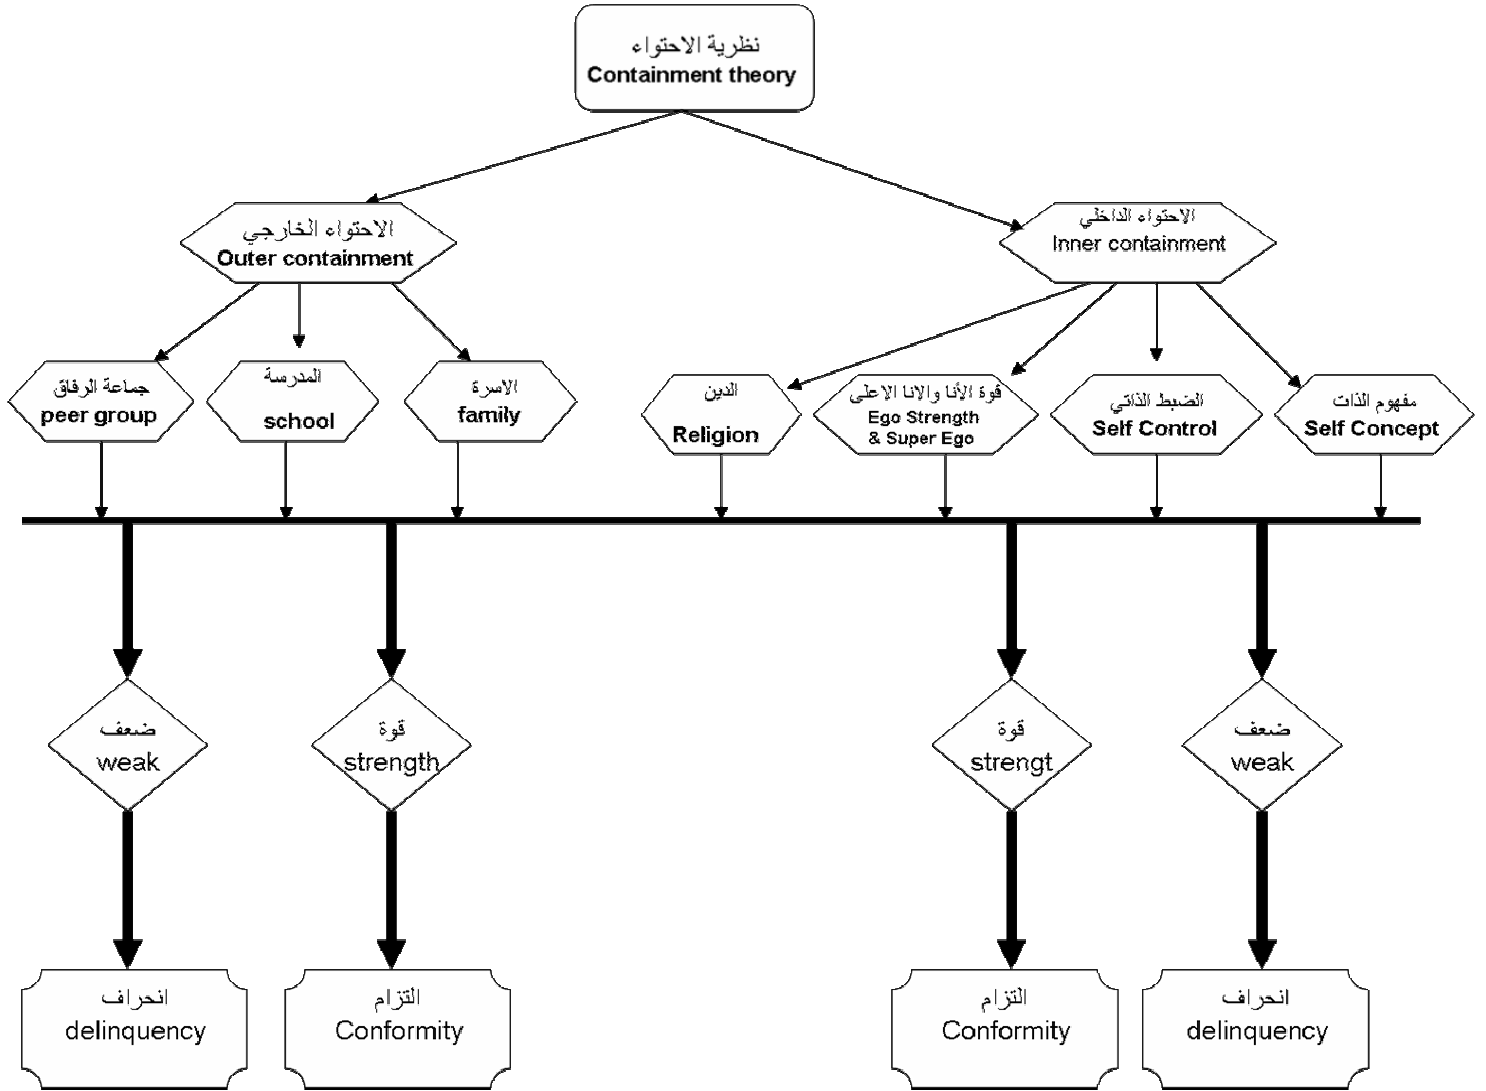 نظرية الاحتواء
Containment theory
الاحتواء الخارجي
Outer containment
الاحتواء الداخلي
Inner containment
جماعة الرفاق
peer group
المدرسة
school
الاسرة
family
الدين
Religion
قوة الأنا والانا الاعلى
Ego Strength
& Super Ego
الضبط الذاتي
Self Control
مفهوم الذات
Self Concept
ضعف
weak
قوة
strength
قوة
strengt
ضعف
weak
انحراف
delinquency
التزام
Conformity
التزام
Conformity
انحراف
delinquency